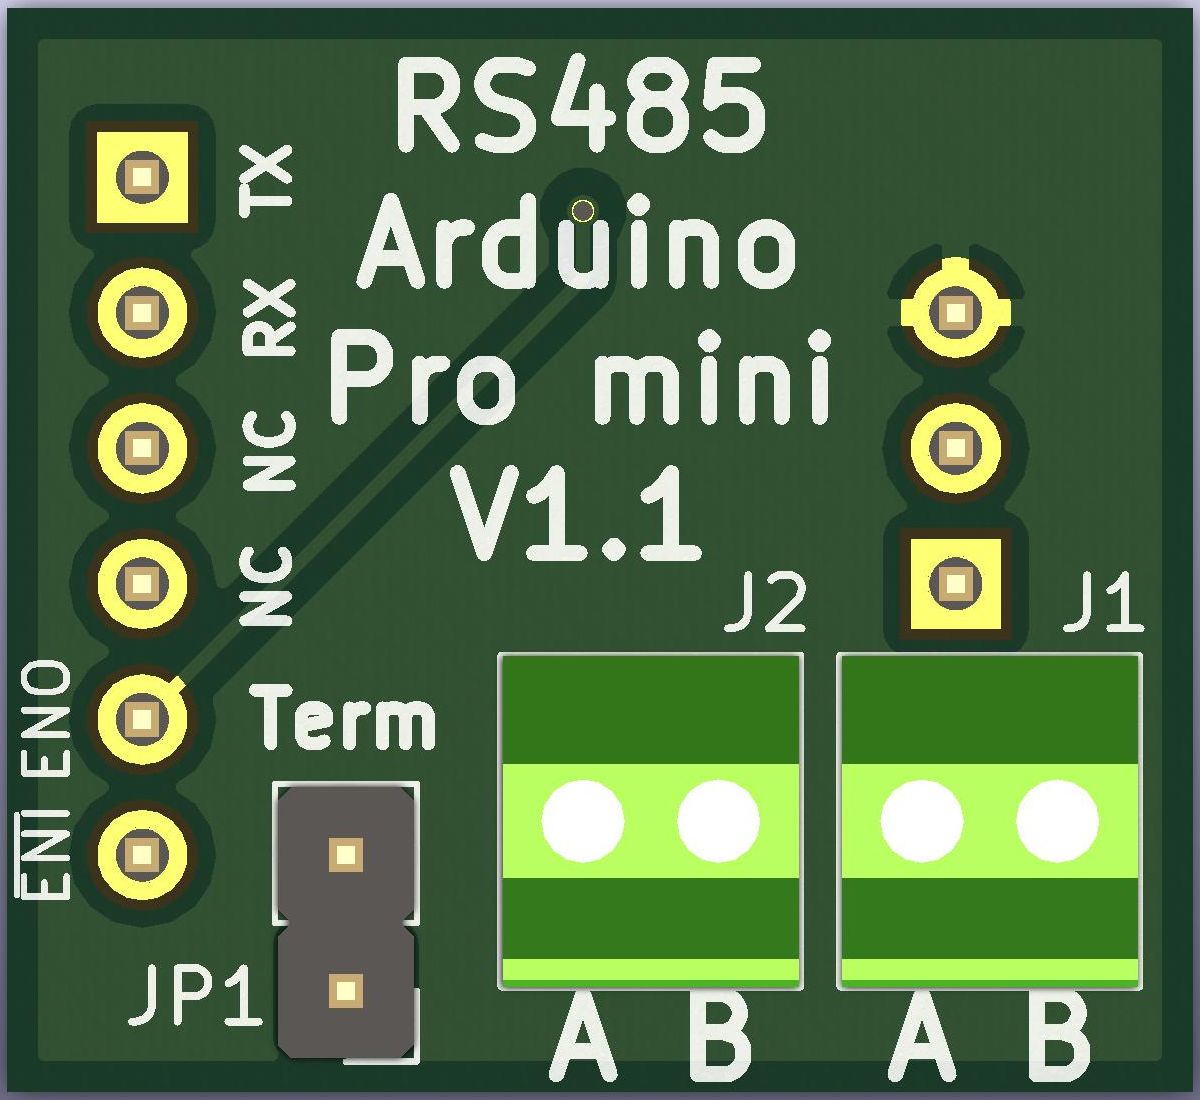 RS485
Arduino
Pro mini
V1.1
TX
RX
NC
NC
ENO
ENI
Term
JP1
J2
J1
A B
A B